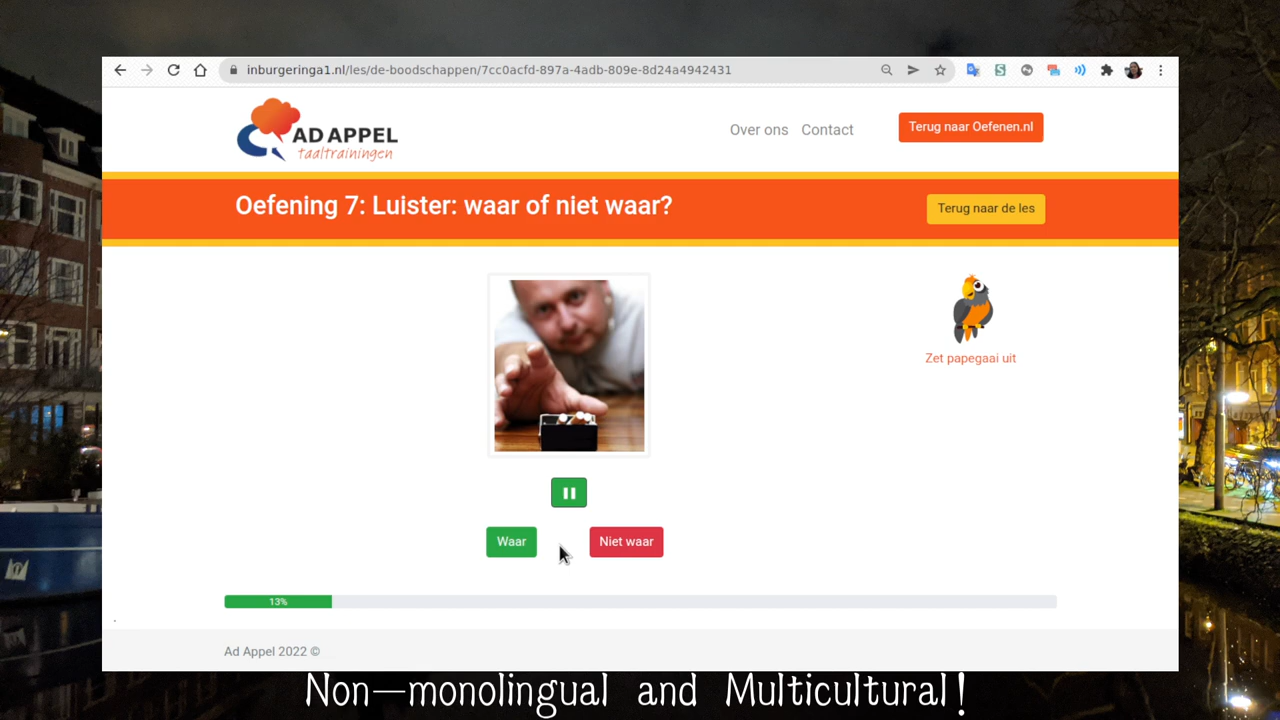 inburgeringa1.nl/les/de-boodschappen/7cc0acfd-897a-4adb-809e-8d24a4942431
AD APPEL
taaltrainingen
Over ons
Contact
Terug naar Oefenen.nl
Oefening 7: Luister: waar of niet waar?
Terug naar de les
Zet papegaai uit
Waar
Niet waar
13%
Ad Appel 2022 ©
Non-monolingual and Multicultural!